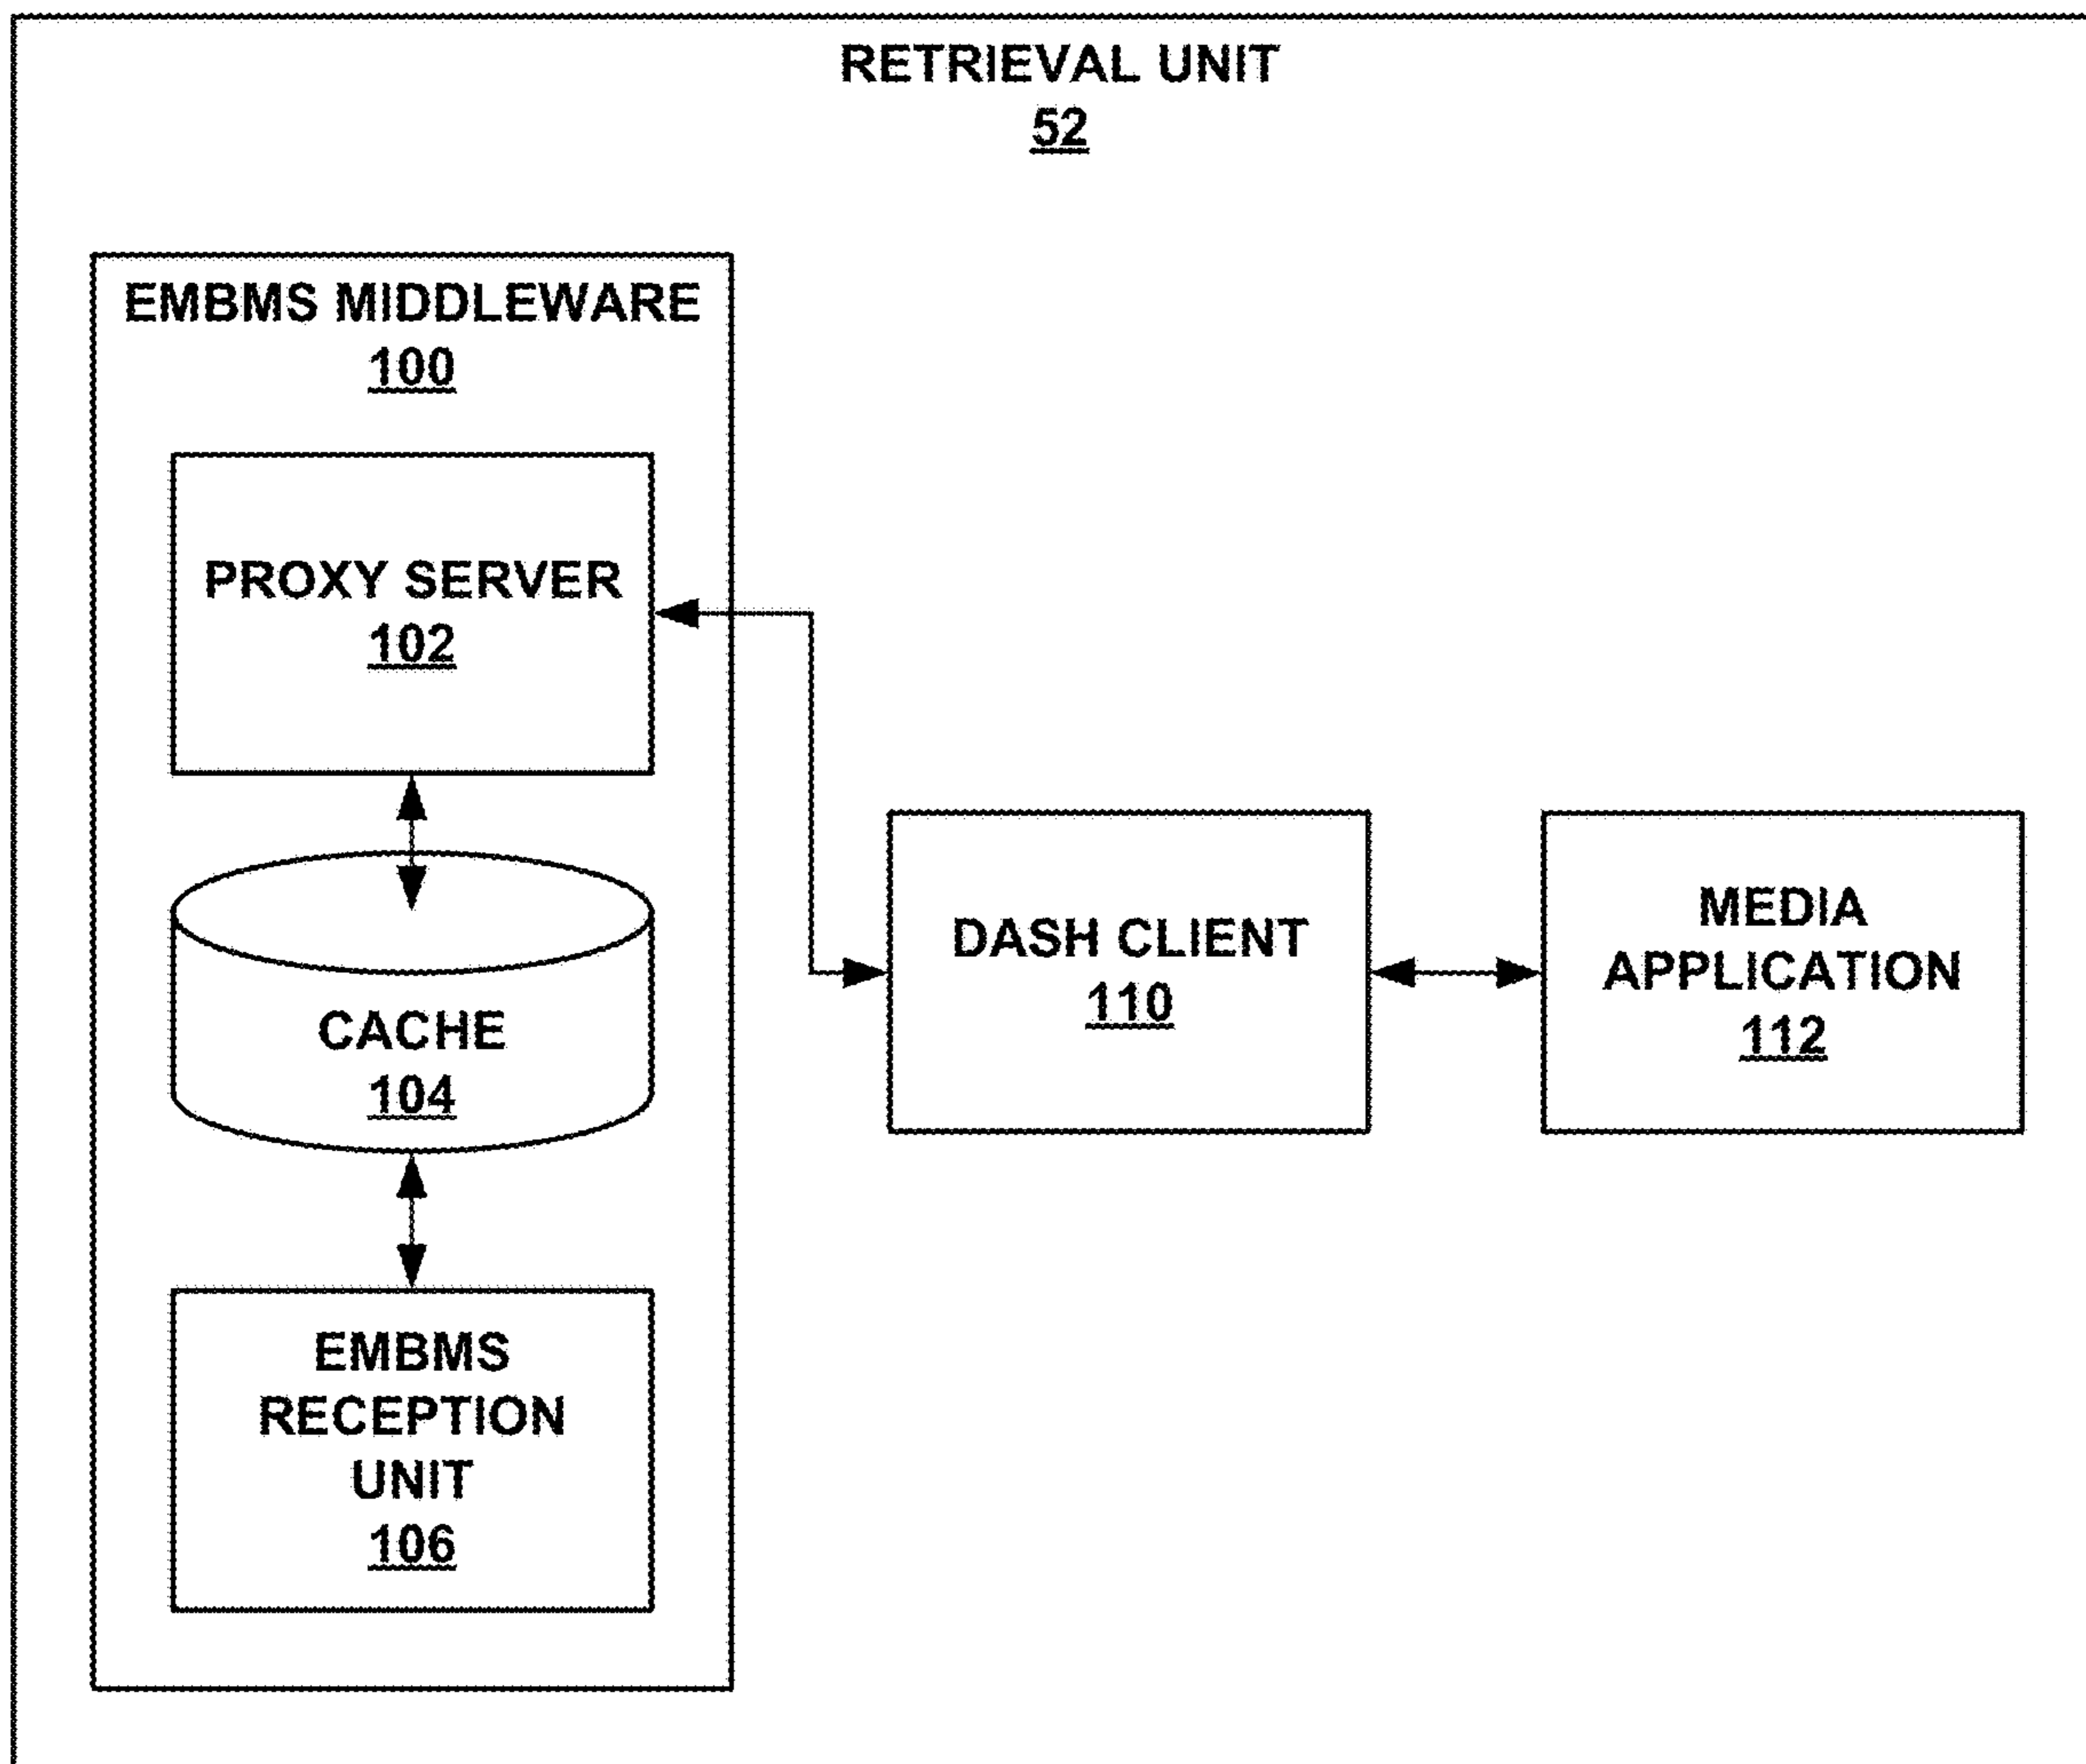 RETRIEVAL UNIT
52
EMBMS MIDDLEWARE
100
PROXY SERVER
102
CACHE
104
EMBMS
RECEPTION
UNIT
106
DASH CLIENT
110
MEDIA
APPLICATION
112